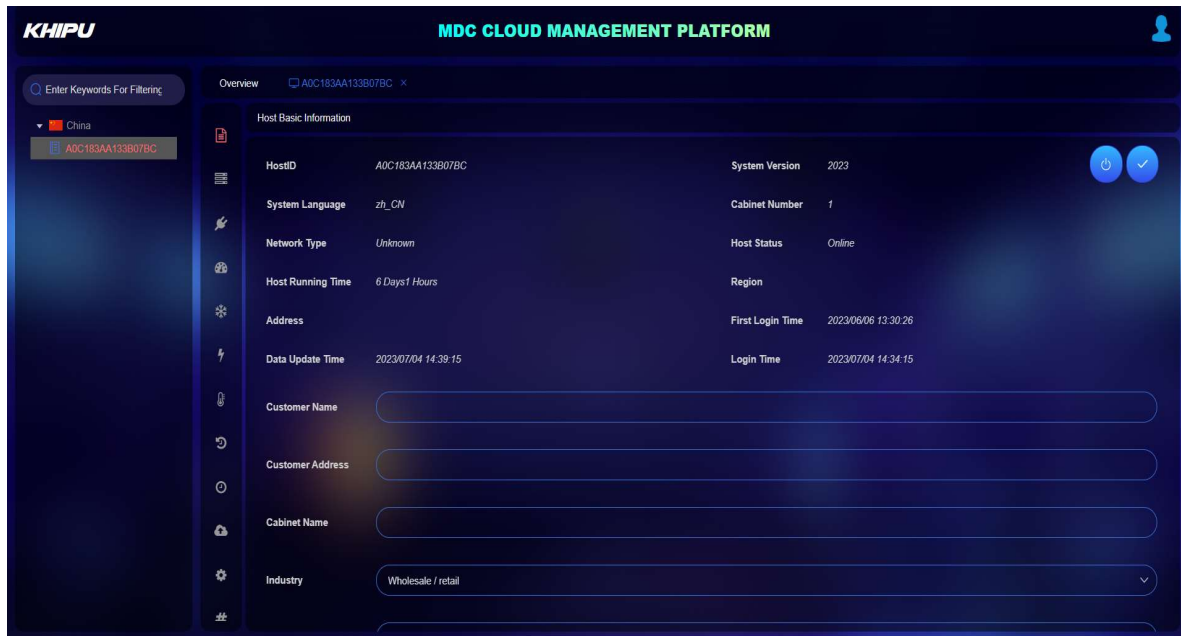 KHIPU
MDC CLOUD MANAGEMENT PLATFORM
Enter Keywords For Filtering
China
A0C183AA133B07BC
Overview
A0C183AA133B07BC ×
Host Basic Information
HostID A0C183AA133B07BC System Version 2023
System Language zh_CN Cabinet Number 1
Network Type Unknown Host Status Online
Host Running Time 6 Days1 Hours Region
Address First Login Time 2023/06/06 13:30:26
Data Update Time 2023/07/04 14:39:15 Login Time 2023/07/04 14:34:15
Customer Name
Customer Address
Cabinet Name
Industry Wholesale / retail